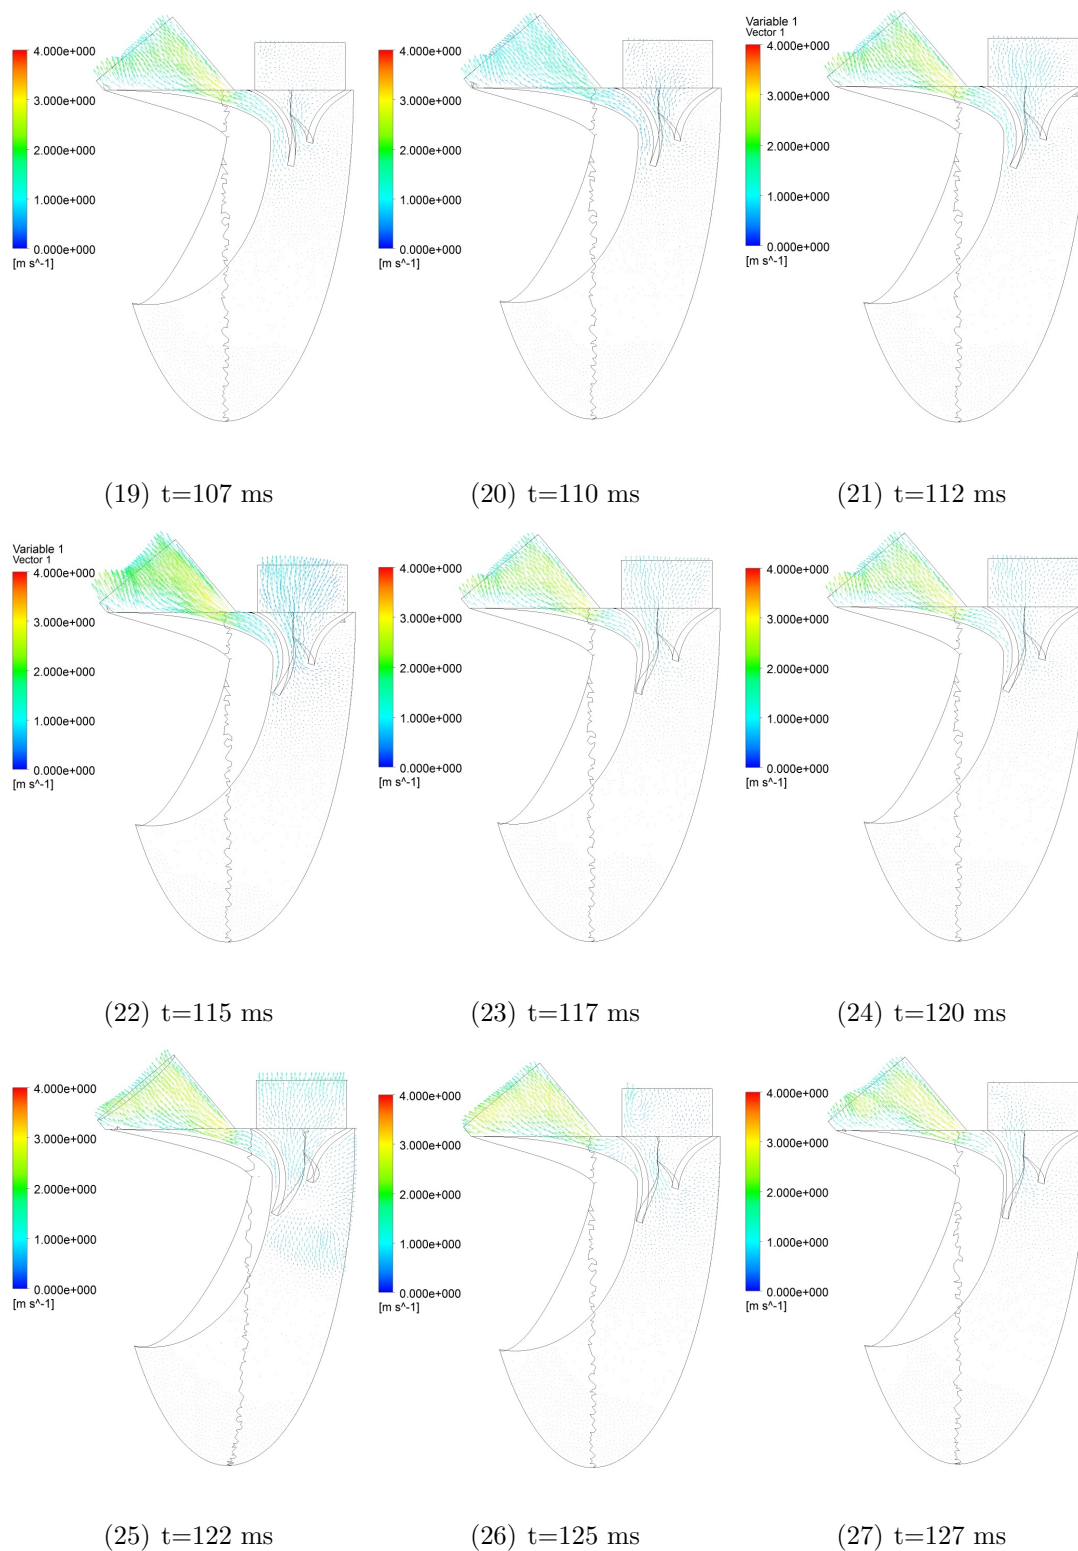 4.000e+000
3.000e+000
2.000e+000
1.000e+000
0.000e+000
[m s^-1]
(19) t=107 ms
4.000e+000
3.000e+000
2.000e+000
1.000e+000
0.000e+000
[m s^-1]
(20) t=110 ms
Variable 1
Vector 1
4.000e+000
3.000e+000
2.000e+000
1.000e+000
0.000e+000
[m s^-1]
(21) t=112 ms
Variable 1
Vector 1
4.000e+000
3.000e+000
2.000e+000
1.000e+000
0.000e+000
[m s^-1]
(22) t=115 ms
4.000e+000
3.000e+000
2.000e+000
1.000e+000
0.000e+000
[m s^-1]
(23) t=117 ms
4.000e+000
3.000e+000
2.000e+000
1.000e+000
0.000e+000
[m s^-1]
(24) t=120 ms
4.000e+000
3.000e+000
2.000e+000
1.000e+000
0.000e+000
[m s^-1]
(25) t=122 ms
4.000e+000
3.000e+000
2.000e+000
1.000e+000
0.000e+000
[m s^-1]
(26) t=125 ms
4.000e+000
3.000e+000
2.000e+000
1.000e+000
0.000e+000
[m s^-1]
(27) t=127 ms